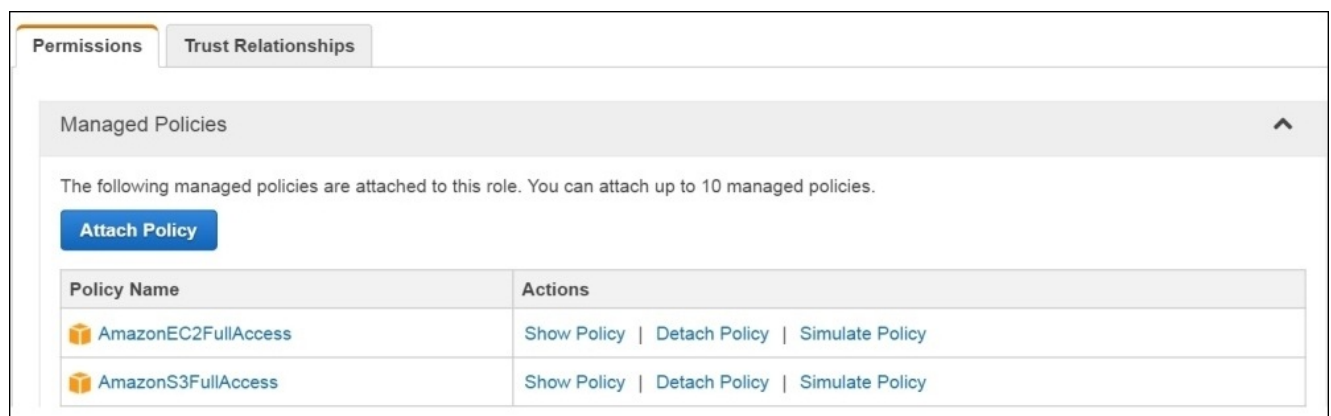 Permissions Trust Relationships
Managed Policies
The following managed policies are attached to this role. You can attach up to 10 managed policies.
Attach Policy
Policy Name Actions
AmazonEC2FullAccess Show Policy | Detach Policy | Simulate Policy
AmazonS3FullAccess Show Policy | Detach Policy | Simulate Policy